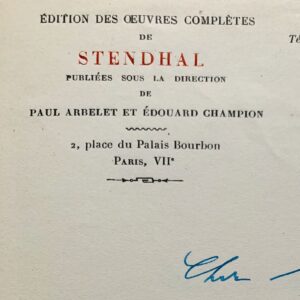 ÉDITION DES ŒUVRES COMPLÈTES
DE
STENDHAL
PUBLIÉES SOUS LA DIRECTION
DE
PAUL ARBELET ET ÉDOUARD CHAMPION
2, place du Palais Bourbon
PARIS, VIIᵉ
Cher